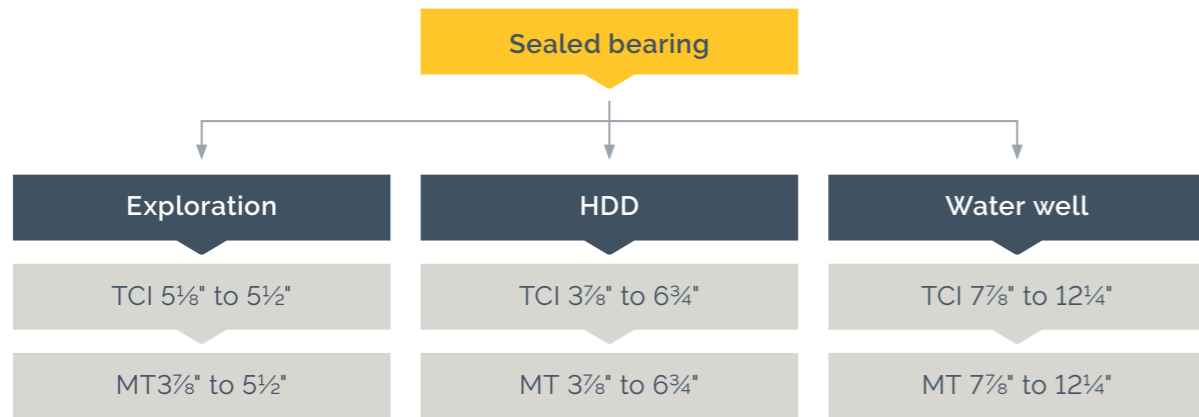 Sealed bearing
Exploration
HDD
Water well
TCI 5⅛" to 5½"
TCI 3⅞" to 6¾"
TCI 7⅞" to 12¼"
MT3⅞" to 5½"
MT 3⅞" to 6¾"
MT 7⅞" to 12¼"